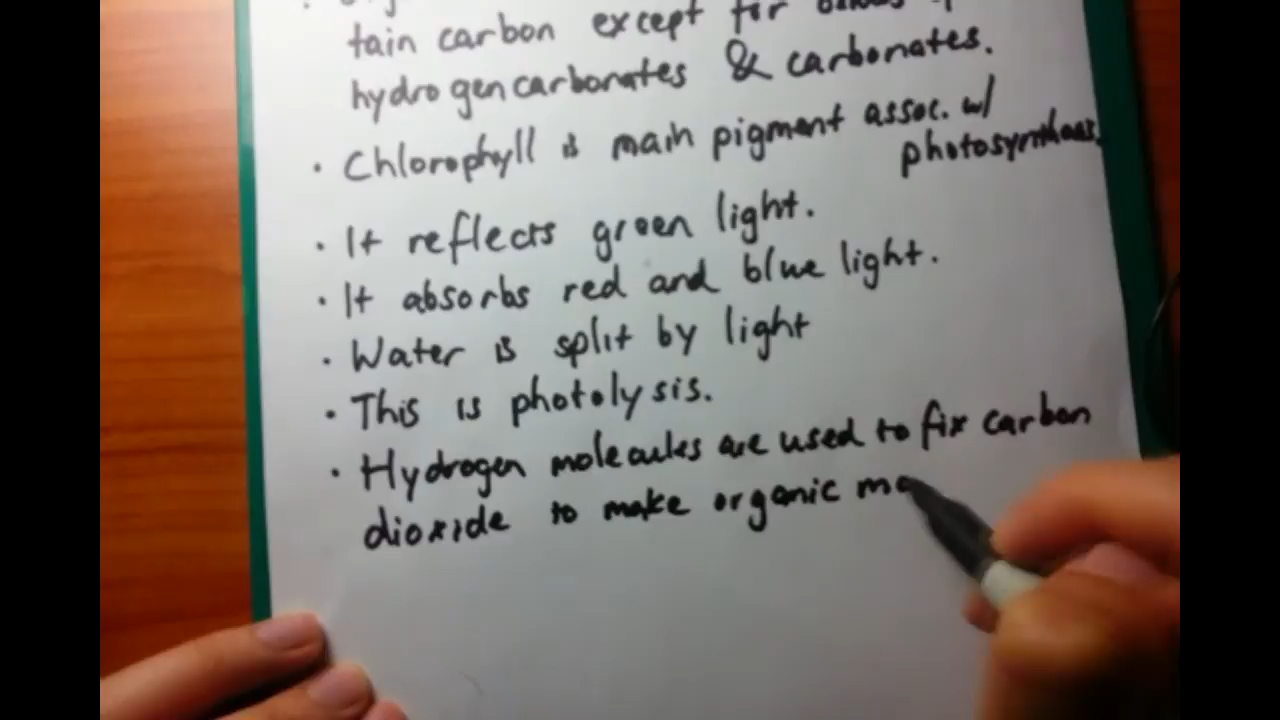 tain carbon except for
hydrogencarbonates & carbonates.
• Chlorophyll is main pigment assoc. w/
photosynthesis.
• It reflects green light.
• It absorbs red and blue light.
• Water is split by light
• This is photolysis.
• Hydrogen molecules are used to fix carbon
dioxide to make organic mo